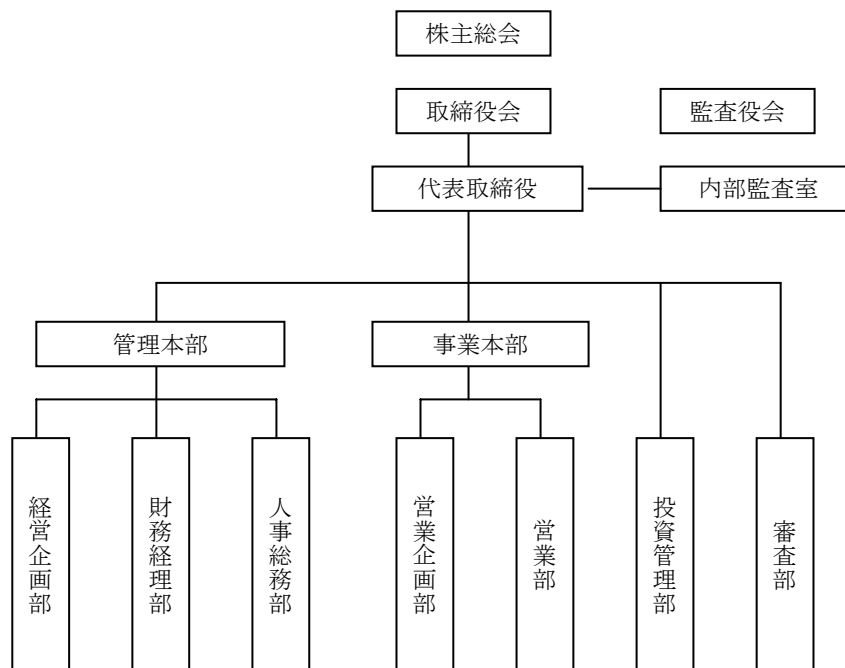 株主総会
取締役会
監査役会
代表取締役
内部監査室
管理本部
事業本部
経営企画部
財務経理部
人事総務部
営業企画部
営業部
投資管理部
審査部